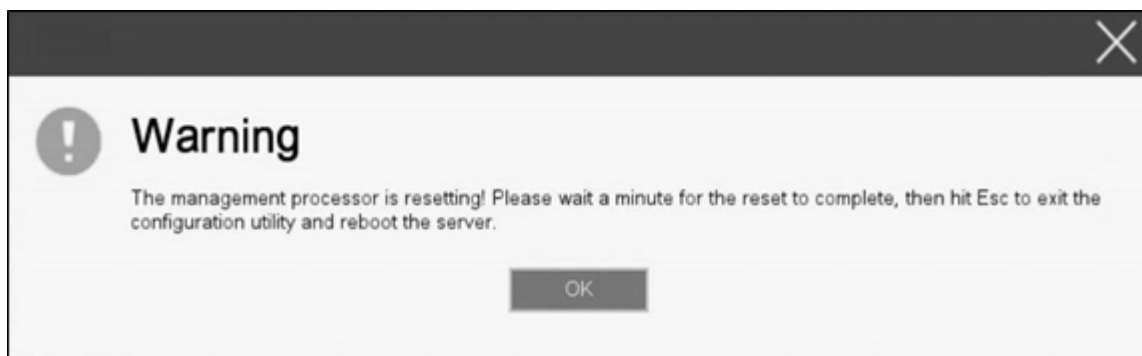 Warning
The management processor is resetting! Please wait a minute for the reset to complete, then hit Esc to exit the
configuration utility and reboot the server.
OK